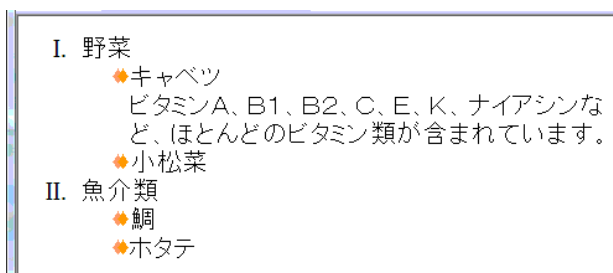 I. 野菜
キャベツ
ビタミンA、B1、B2、C、E、K、ナイアシンな
ど、ほとんどのビタミン類が含まれています。
小松菜
II. 魚介類
鯛
ホタテ